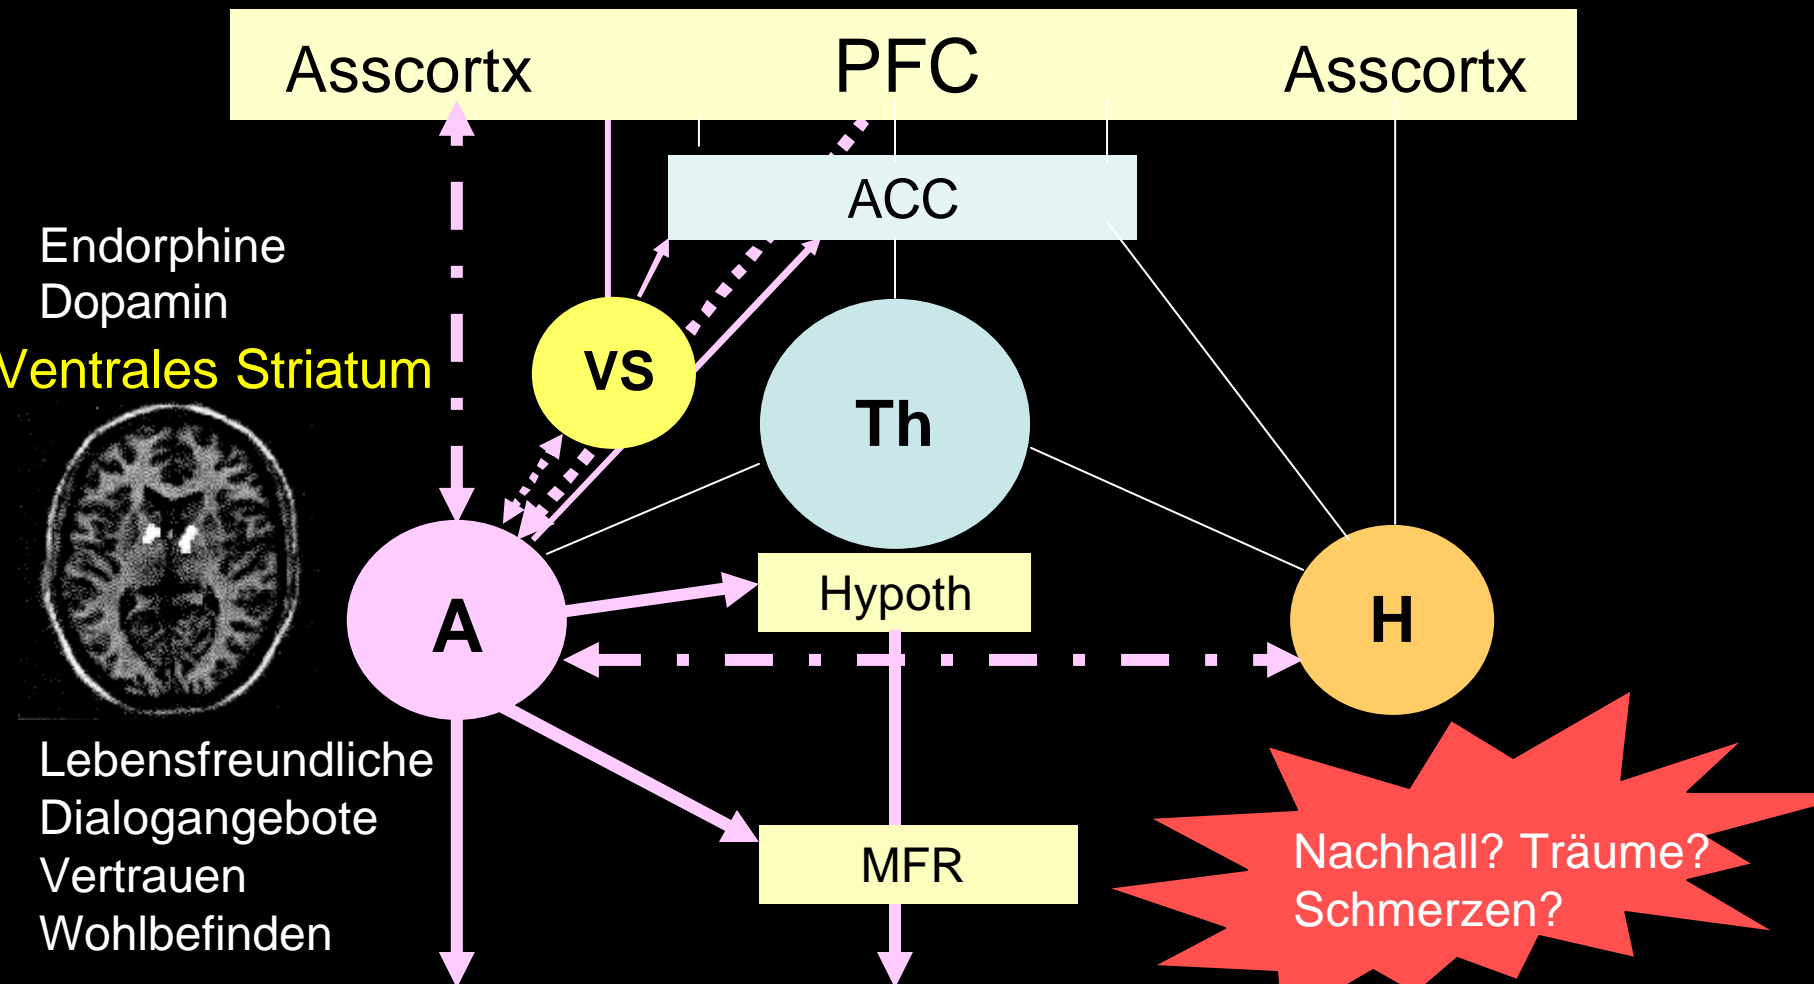 Asscortx PFC Asscortx
ACC
Endorphine
Dopamin
Ventrales Striatum
VS
Th
Hypoth
A
H
MFR
Lebensfreundliche
Dialogangebote
Vertrauen
Wohlbefinden
Nachhall? Träume?
Schmerzen?